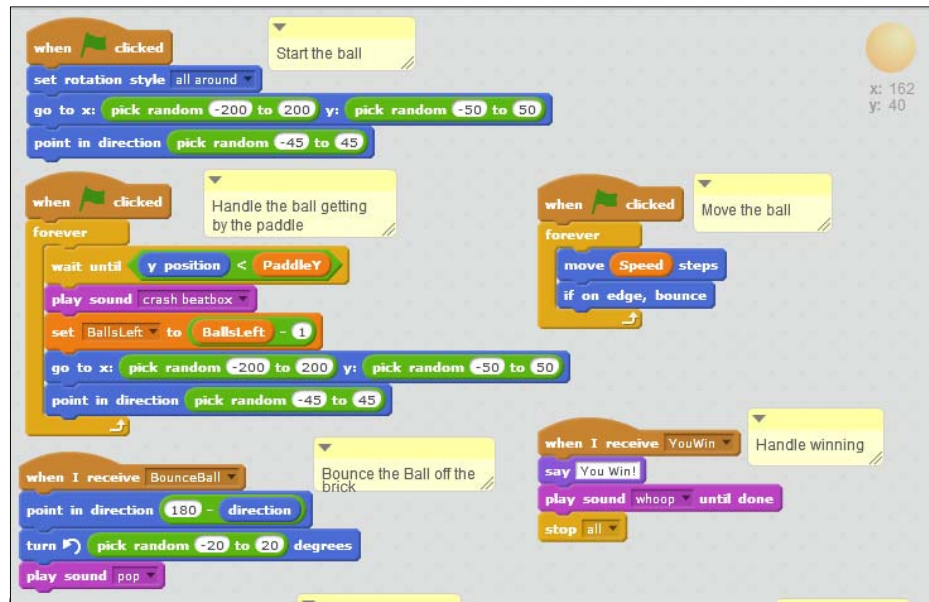 when clicked
Start the ball
set rotation style all around
go to x: pick random -200 to 200 y: pick random -50 to 50
point in direction pick random -45 to 45
x: 162
y: 40
when clicked
Handle the ball getting
by the paddle
forever
wait until y position < PaddleY
play sound crash beatbox
set BallsLeft to BallsLeft - 1
go to x: pick random -200 to 200 y: pick random -50 to 50
point in direction pick random -45 to 45
when clicked
Move the ball
forever
move Speed steps
if on edge, bounce
when I receive BounceBall
Bounce the Ball off the
brick
point in direction 180 - direction
turn pick random -20 to 20 degrees
play sound pop
when I receive YouWin
Handle winning
say You Win!
play sound whoop until done
stop all